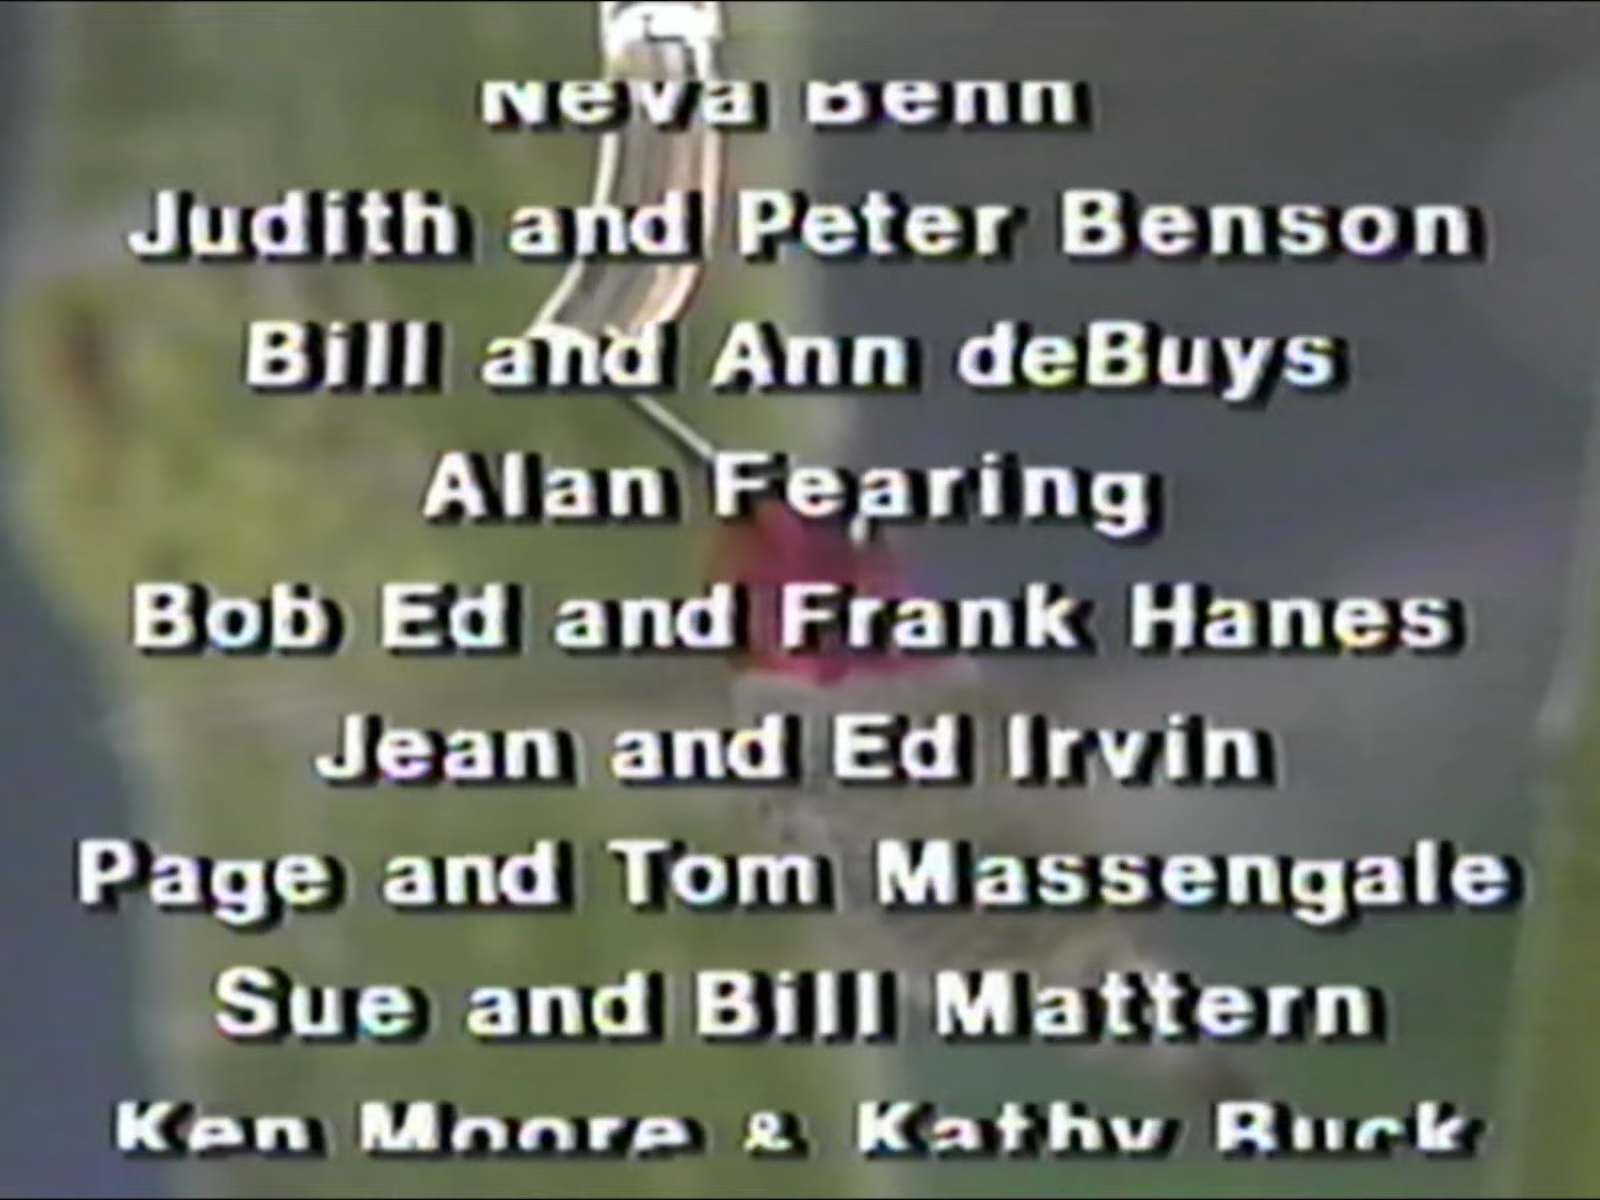 Neva Benn
Judith and Peter Benson
Bill and Ann deBuys
Alan Fearing
Bob Ed and Frank Hanes
Jean and Ed Irvin
Page and Tom Massengale
Sue and Bill Mattern
Ken Moore & Kathy Buck